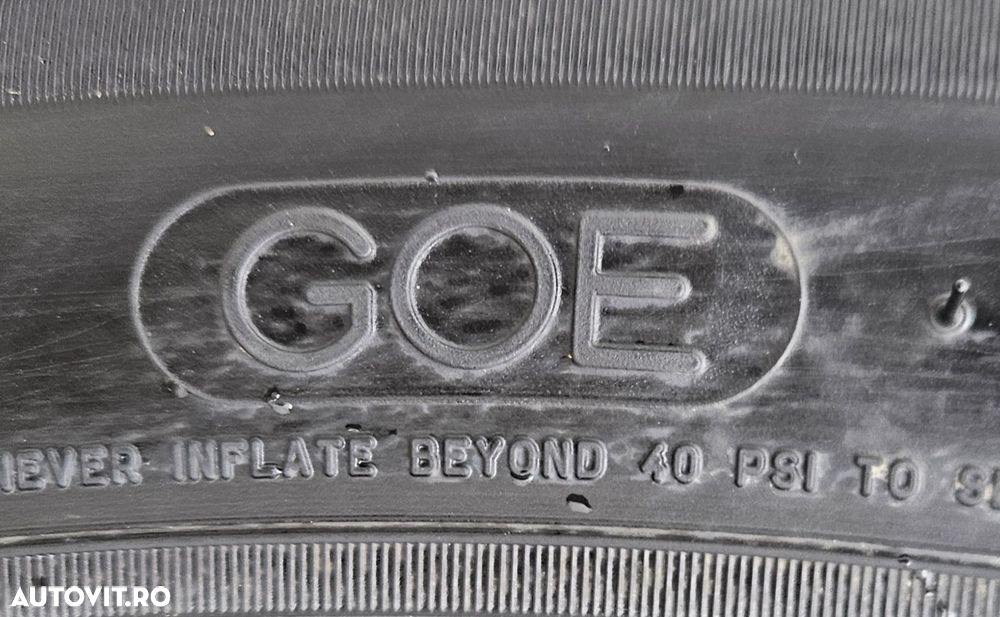 GOE
NEVER INFLATE BEYOND 40 PSI TO
AUTOVIT.RO